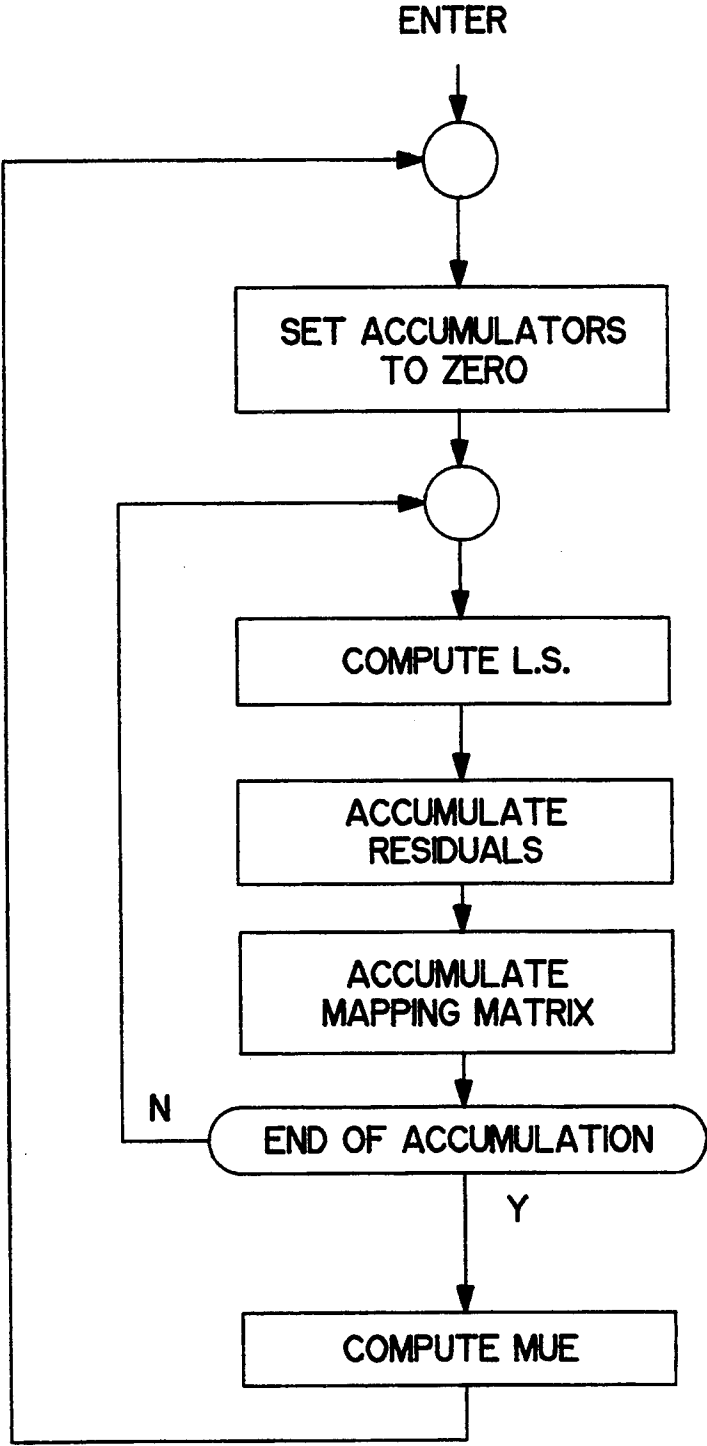 ENTER
SET ACCUMULATORS
TO ZERO
COMPUTE L.S.
ACCUMULATE
RESIDUALS
ACCUMULATE
MAPPING MATRIX
N
END OF ACCUMULATION
Y
COMPUTE MUE